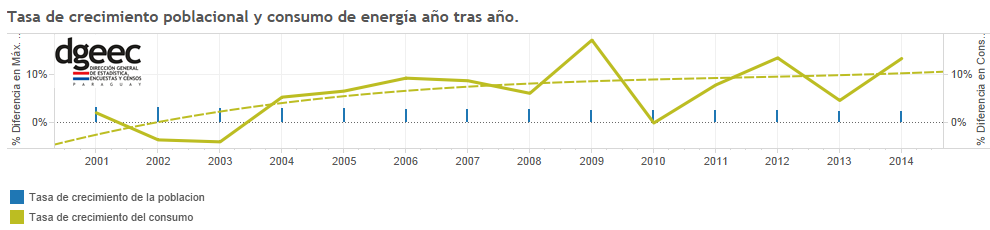 Tasa de crecimiento poblacional y consumo de energía año tras año.
dgeec
DIRECCIÓN GENERAL
DE ESTADÍSTICA,
ENCUESTAS Y CENSOS
PARAGUAY
% Diferencia en Máx. ..
10%
0%
% Diferencia en Cons..
10%
0%
2001 2002 2003 2004 2005 2006 2007 2008 2009 2010 2011 2012 2013 2014
Tasa de crecimiento de la poblacion
Tasa de crecimiento del consumo